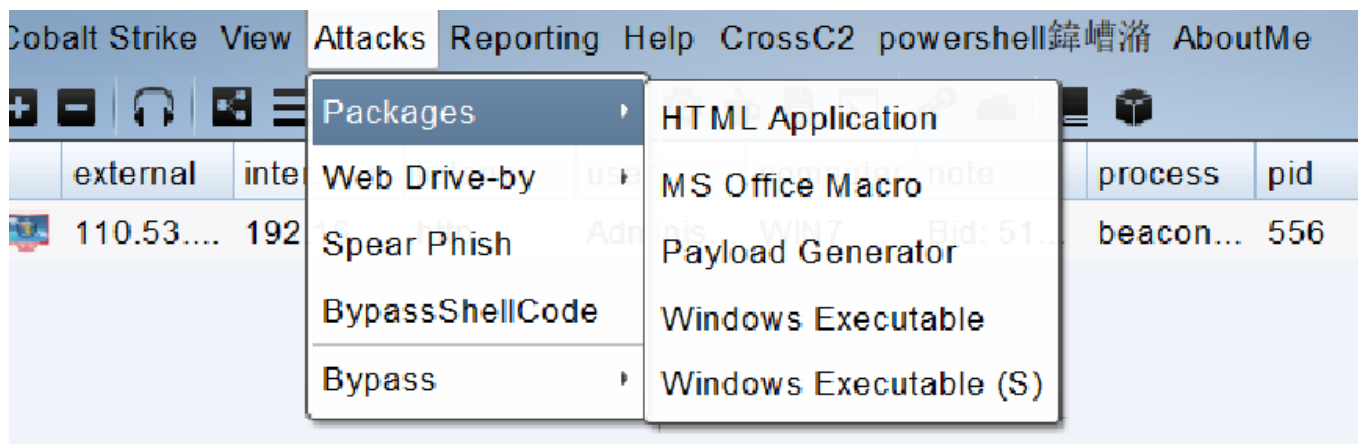 Cobalt Strike View Attacks Reporting Help CrossC2 powershell鍏嶆潃 AboutMe
Packages
HTML Application
external
Web Drive-by
MS Office Macro
note
process pid
110.53.... 192
Spear Phish
Payload Generator
beacon... 556
BypassShellCode
Windows Executable
Bypass
Windows Executable (S)